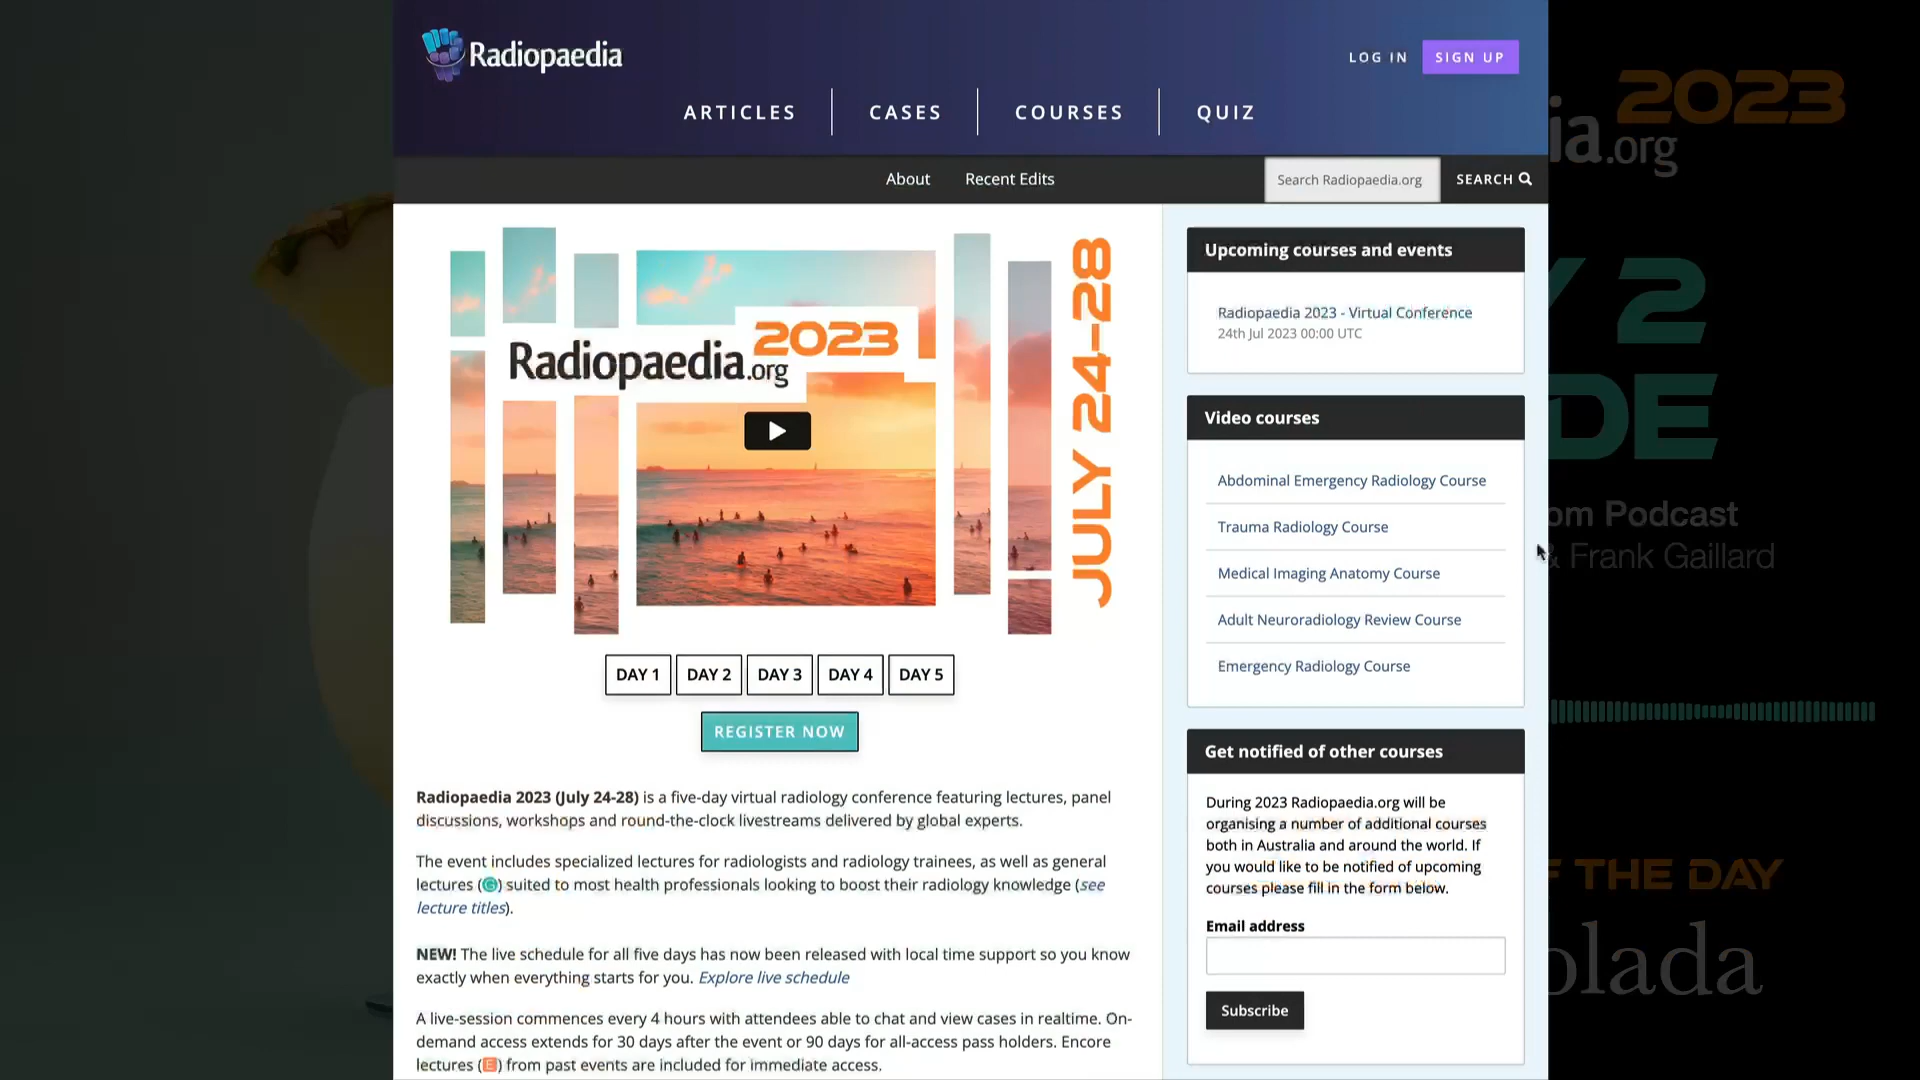 Radiopaedia
LOG IN
SIGN UP
ARTICLES
CASES
COURSES
QUIZ
About
Recent Edits
Search Radiopaedia.org
SEARCH
2023
Radiopaedia.org
JULY 24-28
DAY 1
DAY 2
DAY 3
DAY 4
DAY 5
REGISTER NOW
Radiopaedia 2023 (July 24-28) is a five-day virtual radiology conference featuring lectures, panel
discussions, workshops and round-the-clock livestreams delivered by global experts.
The event includes specialized lectures for radiologists and radiology trainees, as well as general
lectures (G) suited to most health professionals looking to boost their radiology knowledge (see
lecture titles).
NEW! The live schedule for all five days has now been released with local time support so you know
exactly when everything starts for you. Explore live schedule
A live-session commences every 4 hours with attendees able to chat and view cases in realtime. On-
demand access extends for 30 days after the event or 90 days for all-access pass holders. Encore
lectures (E) from past events are included for immediate access.
Upcoming courses and events
Radiopaedia 2023 - Virtual Conference
24th Jul 2023 00:00 UTC
Video courses
Abdominal Emergency Radiology Course
Trauma Radiology Course
Medical Imaging Anatomy Course
Adult Neuroradiology Review Course
Emergency Radiology Course
Get notified of other courses
During 2023 Radiopaedia.org will be
organising a number of additional courses
both in Australia and around the world. If
you would like to be notified of upcoming
courses please fill in the form below.
Email address
Subscribe
2023
ia.org
2
DE
om Podcast
& Frank Gaillard
THE DAY
olada